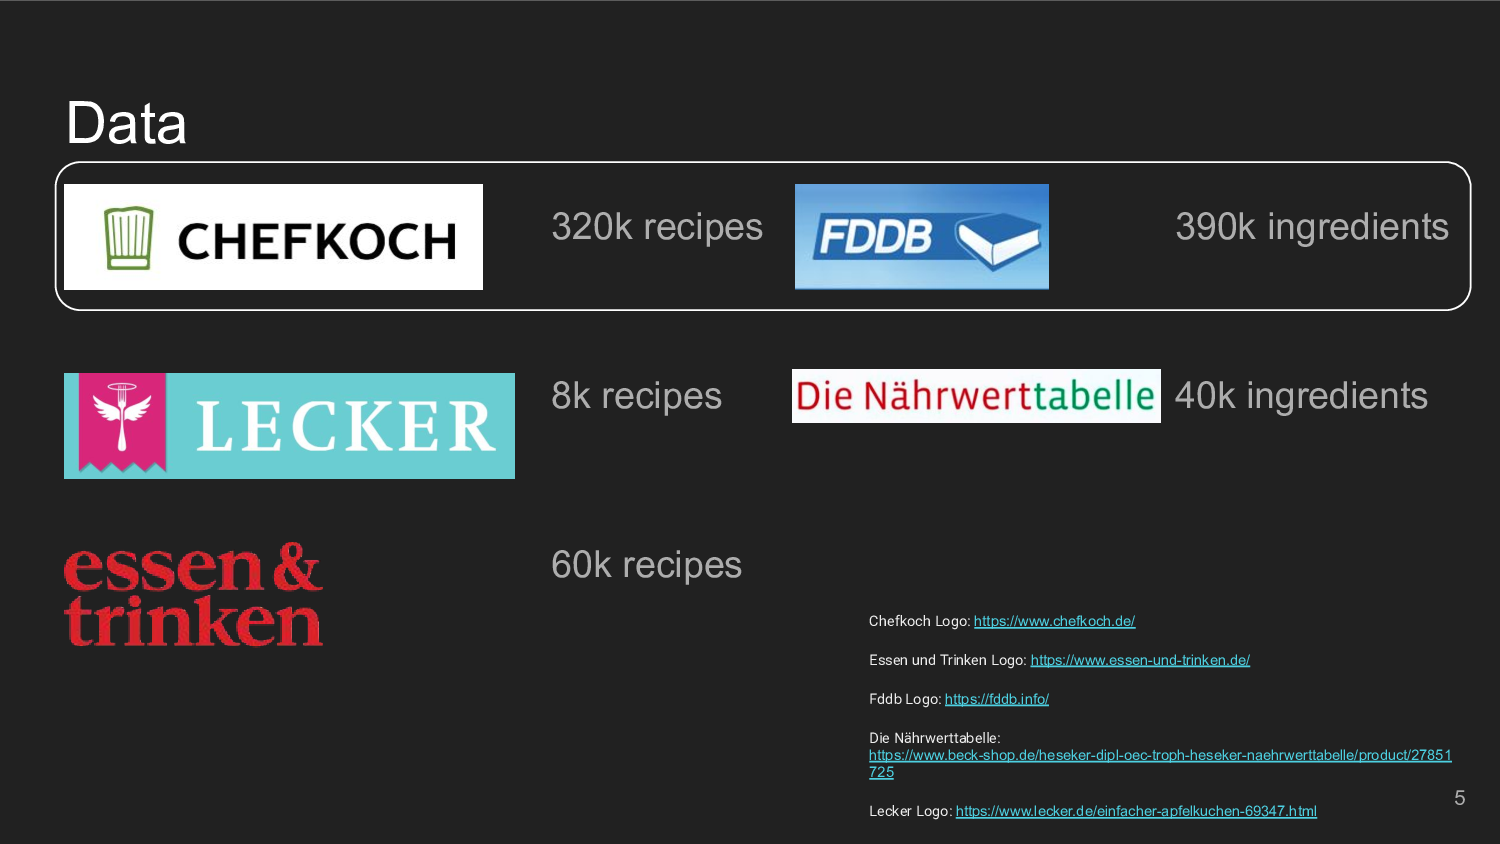 Data
CHEFKOCH
320k recipes
FDDB
390k ingredients
LECKER
8k recipes
Die Nährwerttabelle
40k ingredients
essen &
trinken
60k recipes
Chefkoch Logo: https://www.chefkoch.de/
Essen und Trinken Logo: https://www.essen-und-trinken.de/
Fddb Logo: https://fddb.info/
Die Nährwerttabelle:
https://www.beck-shop.de/heseker-dipl-oec-troph-heseker-naehrwerttabelle/product/27851
725
Lecker Logo: https://www.lecker.de/einfacher-apfelkuchen-69347.html
5